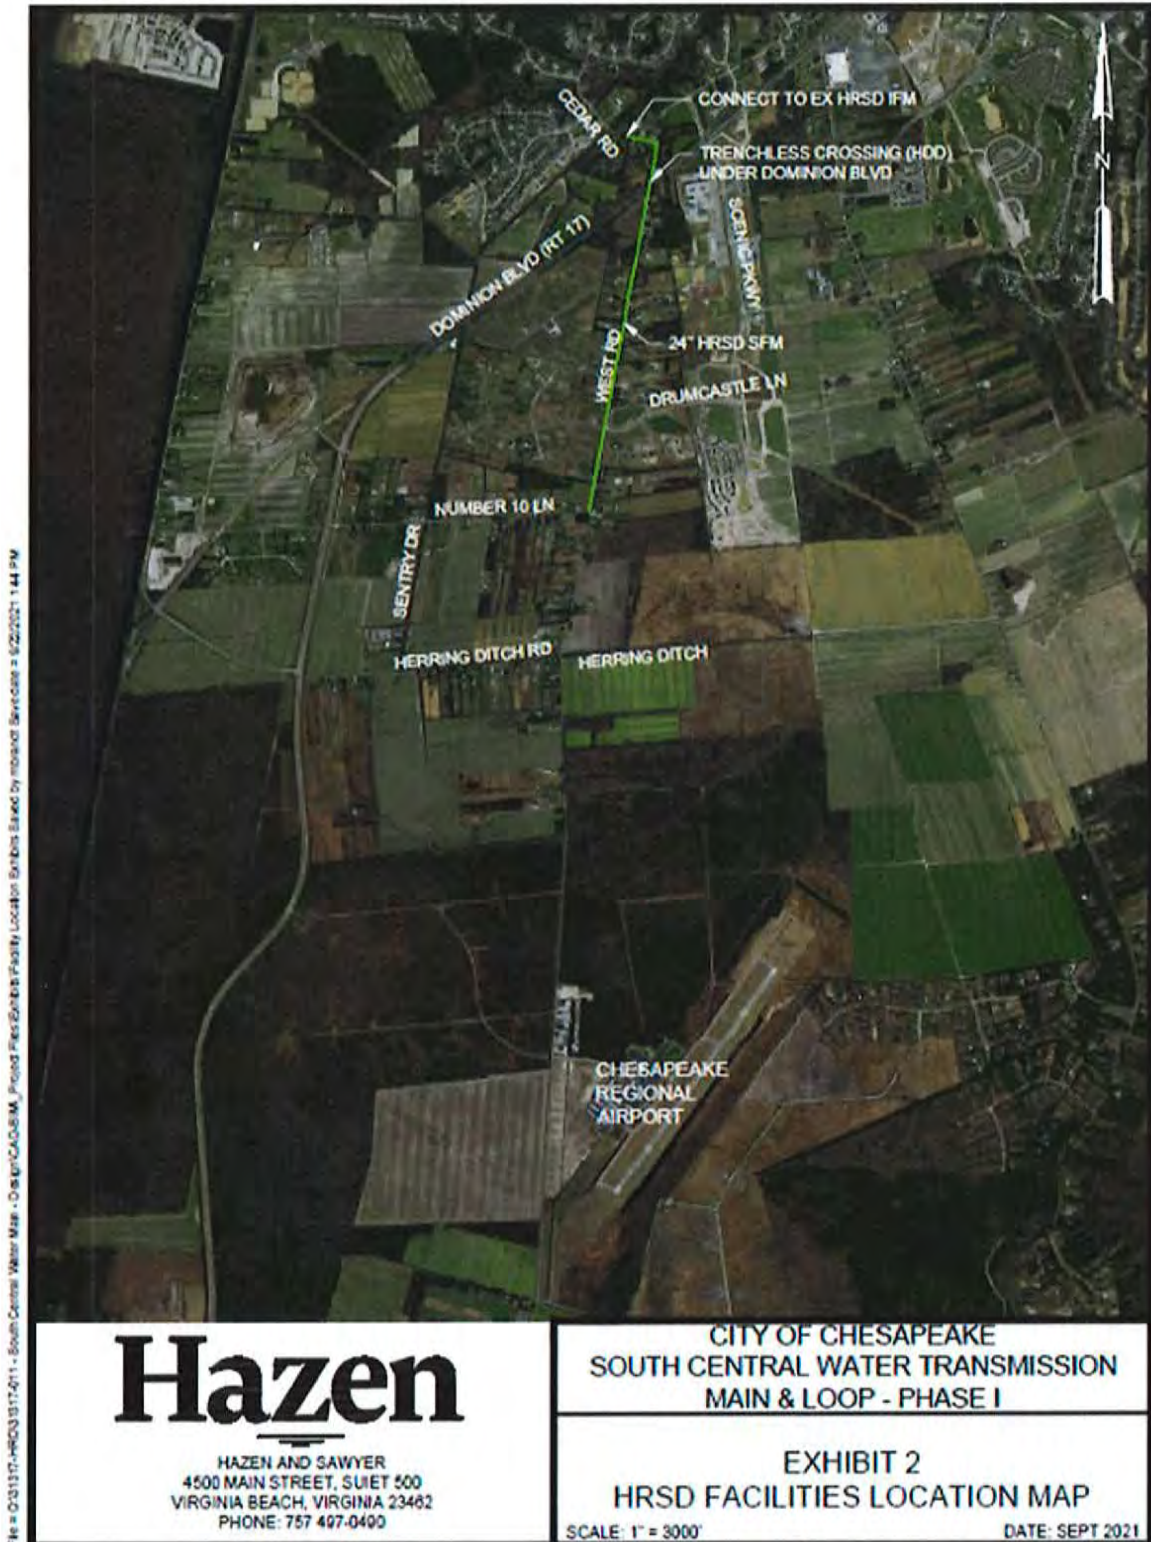 CEDAR RD
CONNECT TO EX HRSD IFM
TRENCHLESS CROSSING (HDD)
UNDER DOMINION BLVD
N
SCENIC PKWY
DOMINION BLVD (RT 17)
WEST RD
24" HRSD SFM
DRUMCASTLE LN
NUMBER 10 LN
SENTRY DR
HERRING DITCH RD
HERRING DITCH
CHESAPEAKE
REGIONAL
AIRPORT
Hazen
HAZEN AND SAWYER
4500 MAIN STREET, SUIET 500
VIRGINIA BEACH, VIRGINIA 23462
PHONE: 757 497-0490
CITY OF CHESAPEAKE
SOUTH CENTRAL WATER TRANSMISSION
MAIN & LOOP - PHASE I
EXHIBIT 2
HRSD FACILITIES LOCATION MAP
SCALE: 1" = 3000'
DATE: SEPT 2021